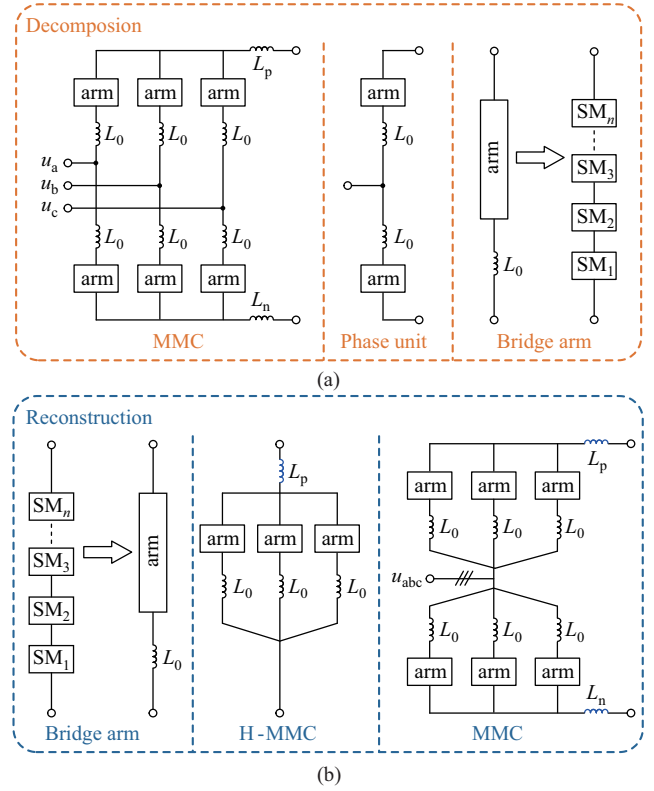 Decomposion
L_p
arm arm arm
L_0 L_0 L_0
u_a
u_b
u_c
L_0 L_0 L_0
arm arm arm
L_n
MMC
arm
L_0
L_0
arm
Phase unit
arm
L_0
SM_n
SM_3
SM_2
SM_1
Bridge arm
(a)
Reconstruction
SM_n
SM_3
SM_2
SM_1
arm
L_0
Bridge arm
L_p
arm arm arm
L_0 L_0 L_0
H-MMC
L_p
arm arm arm
L_0 L_0 L_0
u_abc
L_0 L_0 L_0
arm arm arm
L_n
MMC
(b)